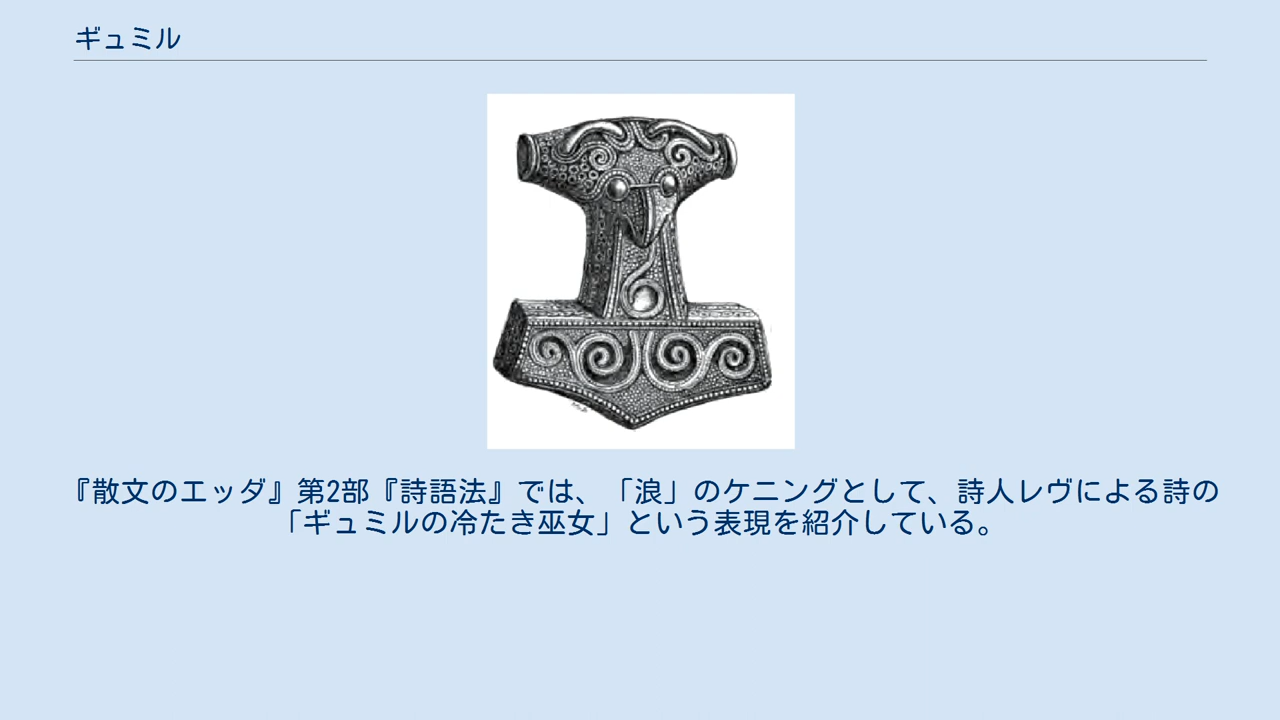 ギュミル
『散文のエッダ』第2部『詩語法』では、「浪」のケニングとして、詩人レヴによる詩の
「ギュミルの冷たき巫女」という表現を紹介している。